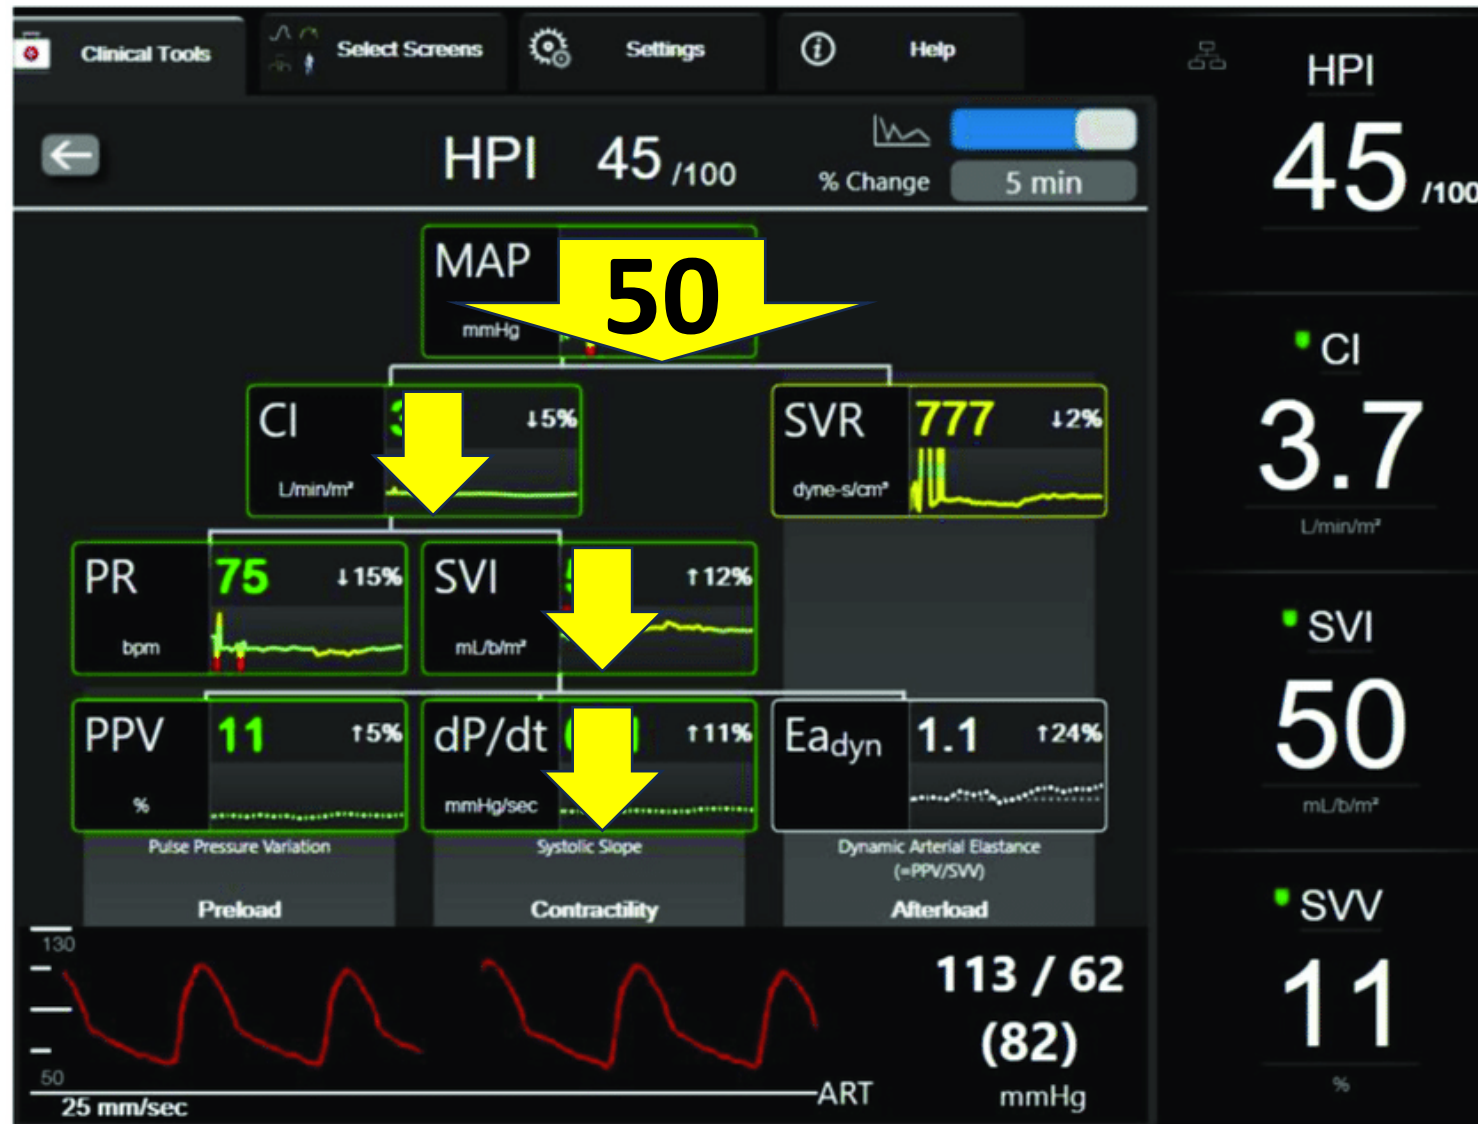 Clinical Tools
Select Screens
Settings
Help
HPI 45 /100
% Change 5 min
MAP
mmHg
50
CI ↓5%
L/min/m²
SVR 777 ↓2%
dyne-s/cm⁵
PR 75 ↓15%
bpm
SVI ↑12%
mL/b/m²
PPV 11 ↑5%
%
Pulse Pressure Variation
Preload
dP/dt ↑11%
mmHg/sec
Systolic Slope
Contractility
Eadyn 1.1 ↑24%
Dynamic Arterial Elastance
(=PPV/SVV)
Afterload
130
50
25 mm/sec
ART
113 / 62
(82)
mmHg
HPI
45 /100
CI
3.7
L/min/m²
SVI
50
mL/b/m²
SVV
11
%